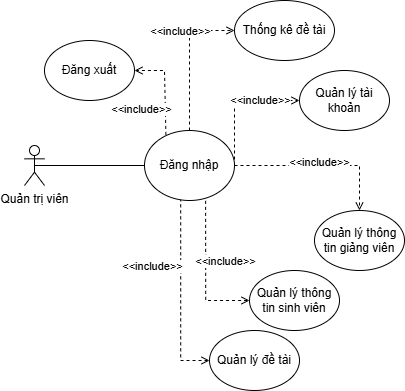 Thống kê đề tài
<<include>>
Đăng xuất
Quản lý tài
khoản
<<include>>
<<include>>
Đăng nhập
<<include>>
Quản trị viên
Quản lý thông
tin giảng viên
<<include>>
<<include>>
Quản lý thông
tin sinh viên
Quản lý đề tài